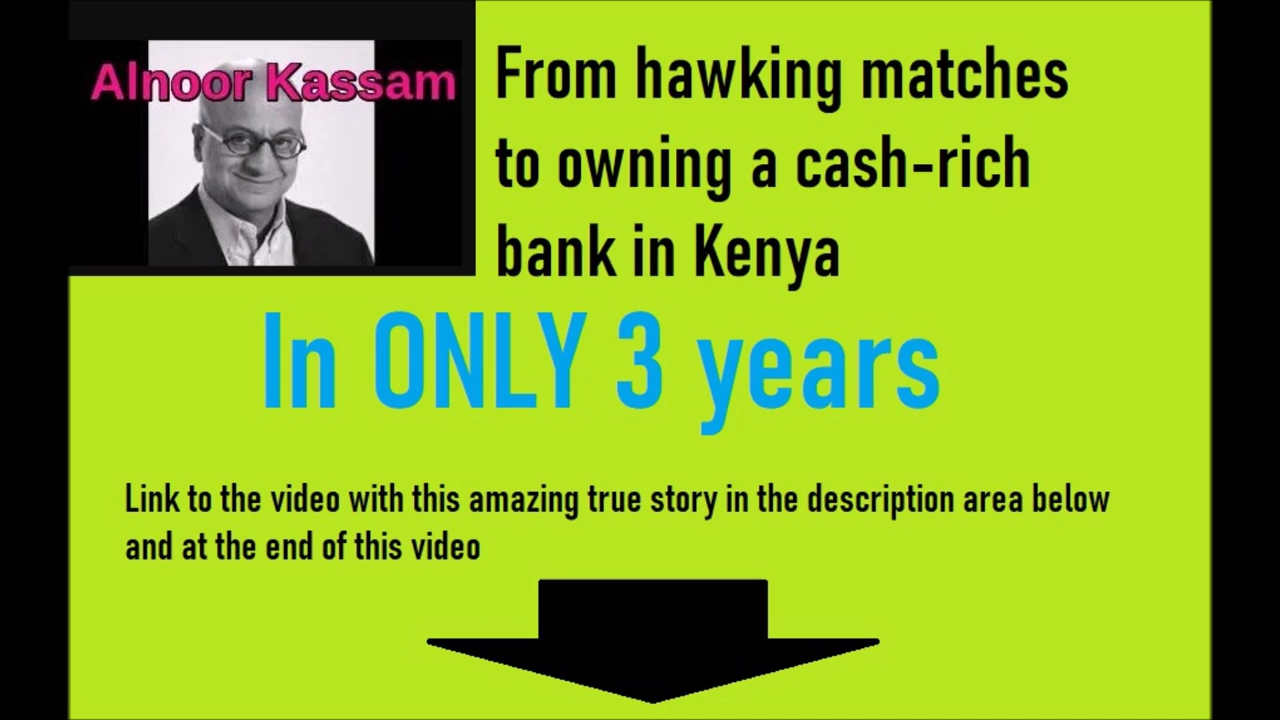 Alnoor Kassam
From hawking matches
to owning a cash-rich
bank in Kenya
In ONLY 3 years
Link to the video with this amazing true story in the description area below
and at the end of this video